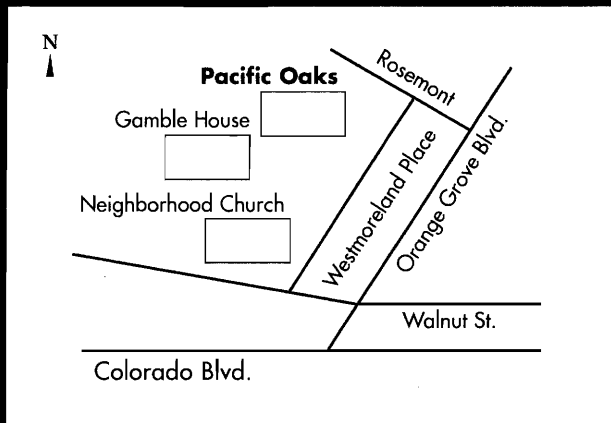 N
Rosemont
Pacific Oaks
Gamble House
Westmoreland Place
Orange Grove Blvd.
Neighborhood Church
Walnut St.
Colorado Blvd.